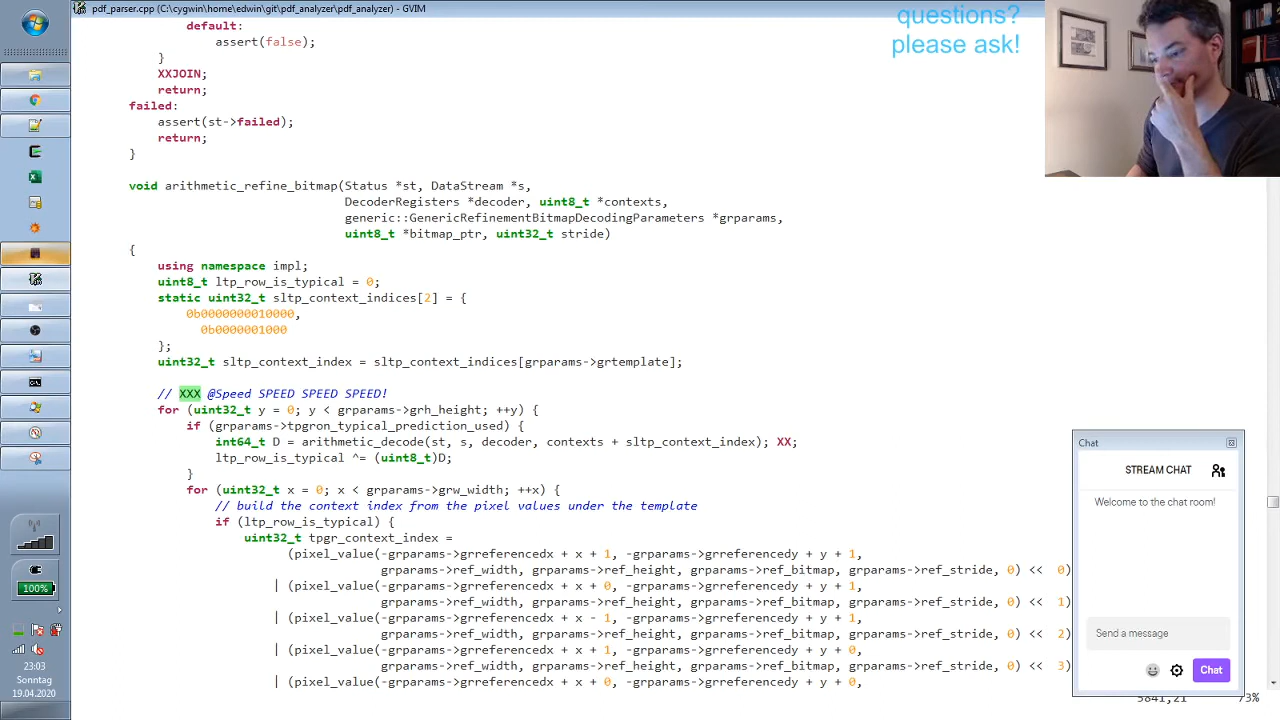 pdf_parser.cpp (C:\cygwin\home\edwin\git\pdf_analyzer\pdf_analyzer) - GVIM
questions?
please ask!
default:
assert(false);
}
XXJOIN;
return;
failed:
assert(st->failed);
return;
}
void arithmetic_refine_bitmap(Status *st, DataStream *s,
DecoderRegisters *decoder, uint8_t *contexts,
generic::GenericRefinementBitmapDecodingParameters *grparams,
uint8_t *bitmap_ptr, uint32_t stride)
{
using namespace impl;
uint8_t ltp_row_is_typical = 0;
static uint32_t sltp_context_indices[2] = {
0b0000000010000,
0b0000001000
};
uint32_t sltp_context_index = sltp_context_indices[grparams->grtemplate];
// XXX @Speed SPEED SPEED SPEED!
for (uint32_t y = 0; y < grparams->grh_height; ++y) {
if (grparams->tpgron_typical_prediction_used) {
int64_t D = arithmetic_decode(st, s, decoder, contexts + sltp_context_index); XX;
ltp_row_is_typical ^= (uint8_t)D;
}
for (uint32_t x = 0; x < grparams->grw_width; ++x) {
// build the context index from the pixel values under the template
if (ltp_row_is_typical) {
uint32_t tpgr_context_index =
(pixel_value(-grparams->grreferencedx + x + 1, -grparams->grreferencedy + y + 1,
grparams->ref_width, grparams->ref_height, grparams->ref_bitmap, grparams->ref_stride, 0) << 0)
| (pixel_value(-grparams->grreferencedx + x + 0, -grparams->grreferencedy + y + 1,
grparams->ref_width, grparams->ref_height, grparams->ref_bitmap, grparams->ref_stride, 0) << 1)
| (pixel_value(-grparams->grreferencedx + x - 1, -grparams->grreferencedy + y + 1,
grparams->ref_width, grparams->ref_height, grparams->ref_bitmap, grparams->ref_stride, 0) << 2)
| (pixel_value(-grparams->grreferencedx + x + 1, -grparams->grreferencedy + y + 0,
grparams->ref_width, grparams->ref_height, grparams->ref_bitmap, grparams->ref_stride, 0) << 3)
| (pixel_value(-grparams->grreferencedx + x + 0, -grparams->grreferencedy + y + 0,
73%
Chat
STREAM CHAT
Welcome to the chat room!
Send a message
Chat
100%
23:03
Sonntag
19.04.2020